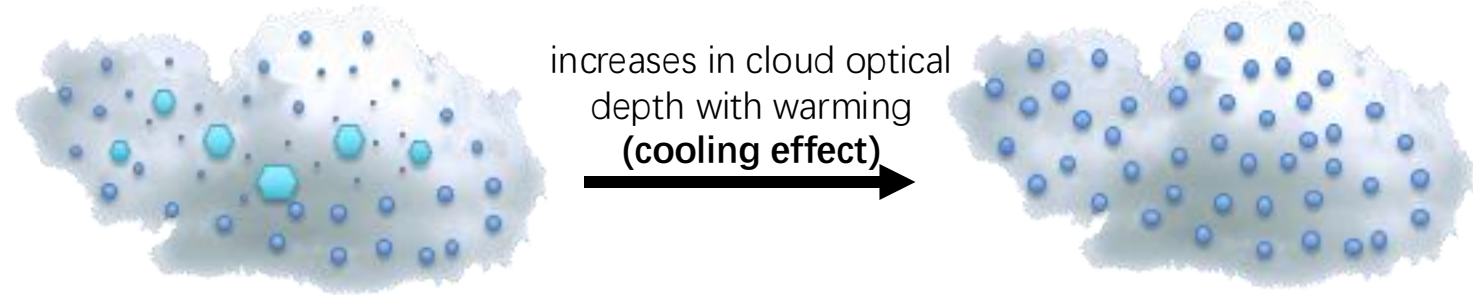 increases in cloud optical
depth with warming
(cooling effect)